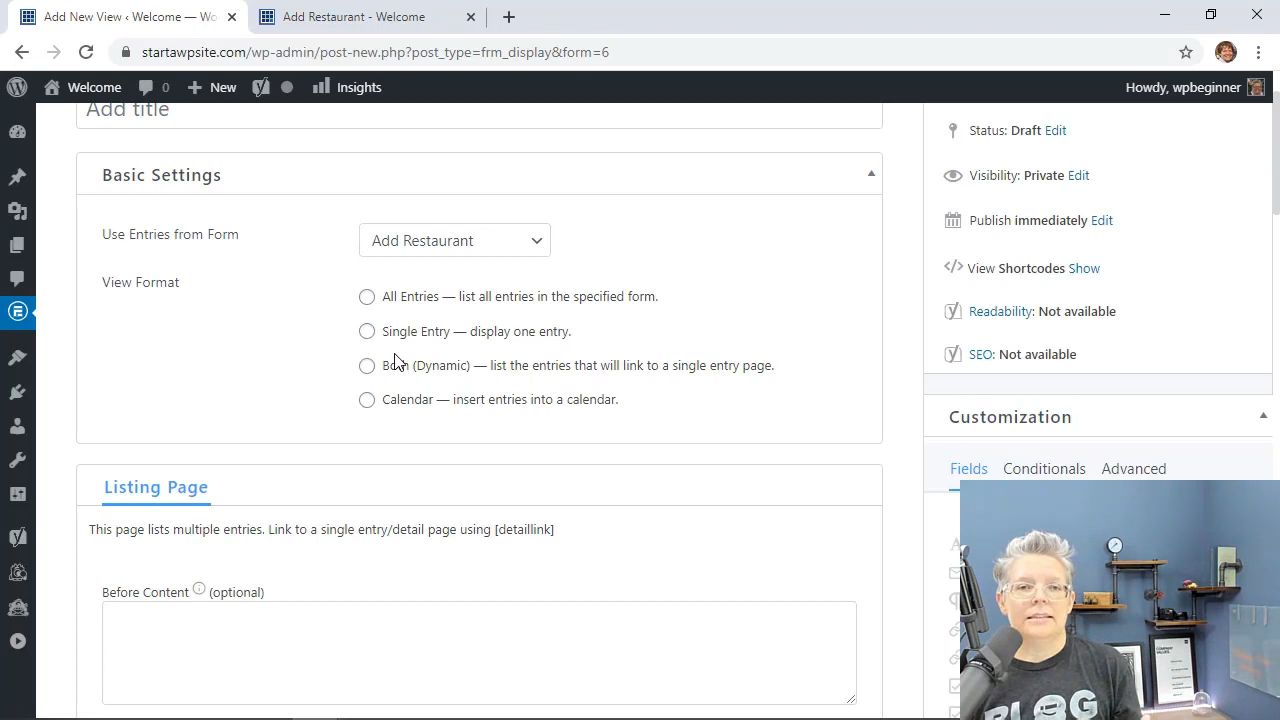 Add New View ‹ Welcome — Wo
Add Restaurant - Welcome
startawpsite.com/wp-admin/post-new.php?post_type=frm_display&form=6
Welcome
0
New
Insights
Howdy, wpbeginner
Add title
Basic Settings
Use Entries from Form
Add Restaurant
View Format
All Entries — list all entries in the specified form.
Single Entry — display one entry.
Both (Dynamic) — list the entries that will link to a single entry page.
Calendar — insert entries into a calendar.
Listing Page
This page lists multiple entries. Link to a single entry/detail page using [detaillink]
Before Content (optional)
Status: Draft Edit
Visibility: Private Edit
Publish immediately Edit
View Shortcodes Show
Readability: Not available
SEO: Not available
Customization
Fields Conditionals Advanced
BLOG